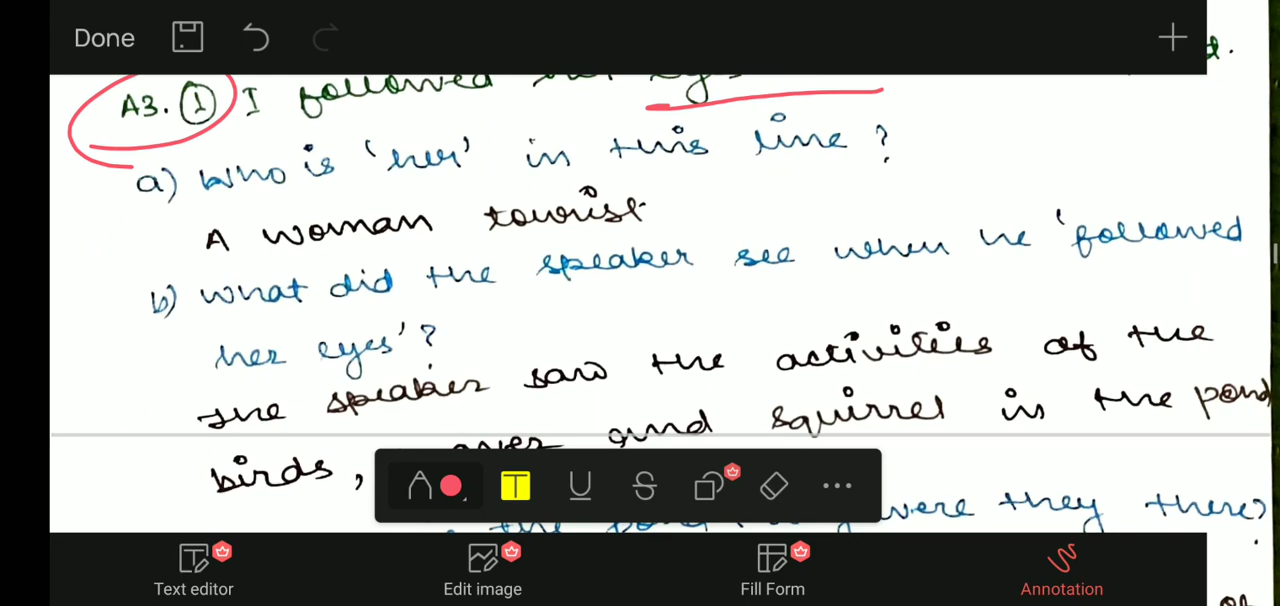 Done
A3. ① I followed
a) Who is 'her' in this line?
A woman tourist
b) What did the speaker see when he 'followed
her eyes'?
The speaker saw the activities of the
birds, and squirrel in the pond
were they there?
Text editor
Edit image
Fill Form
Annotation